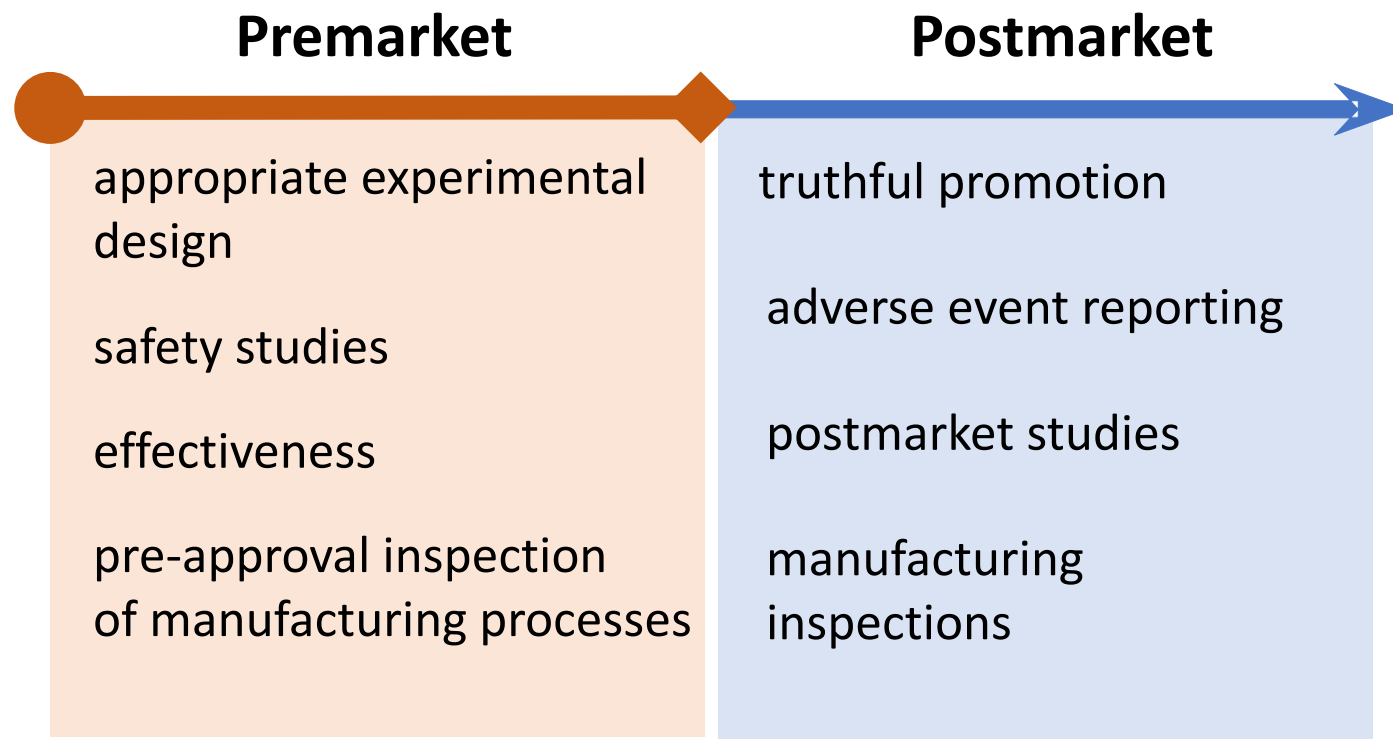 Premarket
Postmarket
appropriate experimental
design
safety studies
effectiveness
pre-approval inspection
of manufacturing processes
truthful promotion
adverse event reporting
postmarket studies
manufacturing
inspections